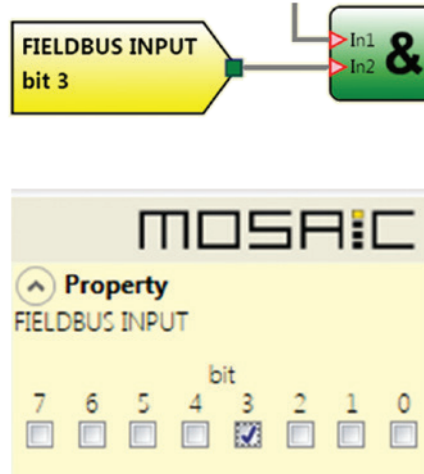 FIELDBUS INPUT
bit 3
In1
In2
&
MOSAIC
Property
FIELDBUS INPUT
bit
7 6 5 4 3 2 1 0